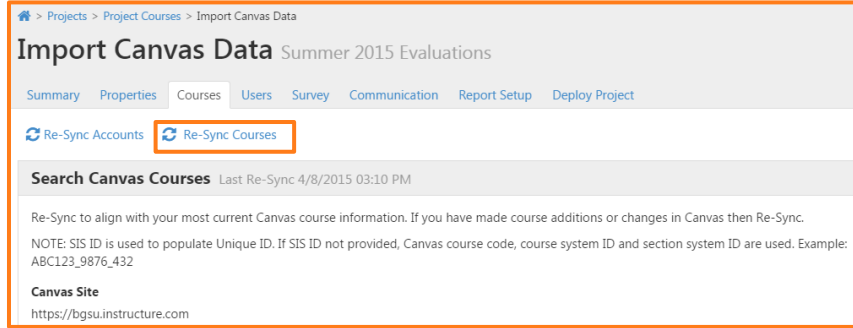 > Projects > Project Courses > Import Canvas Data
Import Canvas Data Summer 2015 Evaluations
Summary Properties Courses Users Survey Communication Report Setup Deploy Project
Re-Sync Accounts Re-Sync Courses
Search Canvas Courses Last Re-Sync 4/8/2015 03:10 PM
Re-Sync to align with your most current Canvas course information. If you have made course additions or changes in Canvas then Re-Sync.
NOTE: SIS ID is used to populate Unique ID. If SIS ID not provided, Canvas course code, course system ID and section system ID are used. Example:
ABC123_9876_432
Canvas Site
https://bgsu.instructure.com